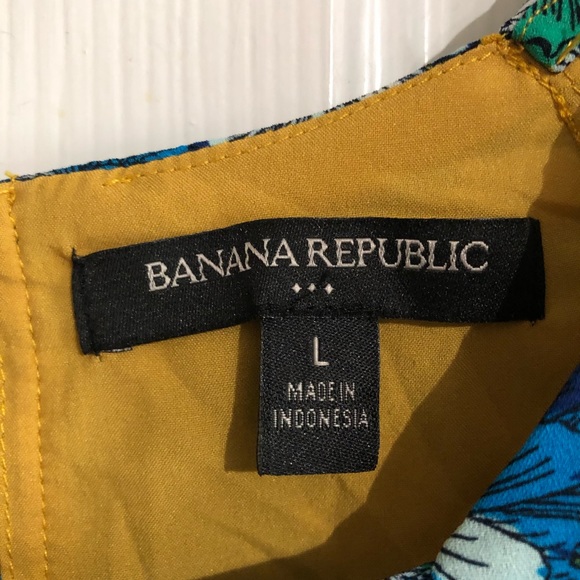 BANANA REPUBLIC
♦♦♦
L
MADE IN
INDONESIA